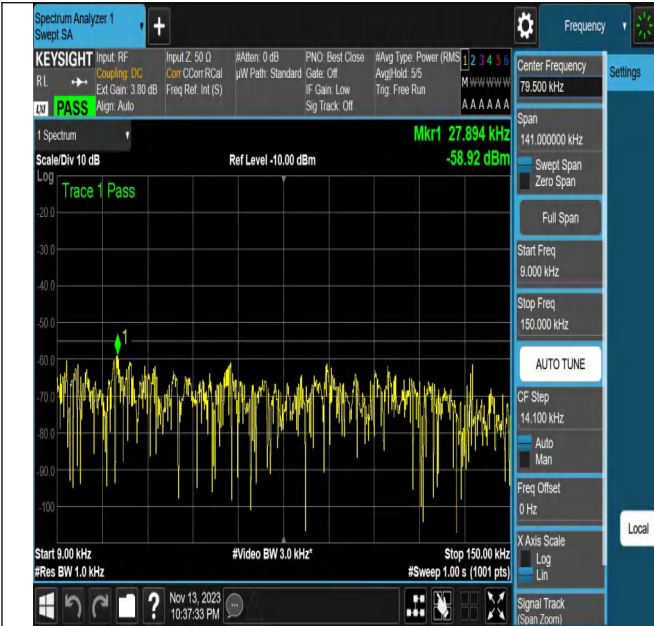 Spectrum Analyzer 1
Swept SA
+
Frequency
KEYSIGHT
RL
PASS
Input: RF
Coupling: DC
Ext Gain: 3.80 dB
Align: Auto
Input Z: 50 Ω
Corr CCorr RCal
Freq Ref: Int (S)
#Atten: 0 dB
µW Path: Standard
PNO: Best Close
Gate: Off
IF Gain: Low
Sig Track: Off
#Avg Type: Power (RMS
Avg|Hold: 5/5
Trig: Free Run
1 2 3 4 5 6
M W W W W W
A A A A A A
1 Spectrum
Scale/Div 10 dB
Ref Level -10.00 dBm
Mkr1 27.894 kHz
-58.92 dBm
Log
Trace 1 Pass
-20.0
-30.0
-40.0
-50.0
-60.0
-70.0
-80.0
-90.0
-100
1
Start 9.00 kHz
#Res BW 1.0 kHz
#Video BW 3.0 kHz*
Stop 150.00 kHz
#Sweep 1.00 s (1001 pts)
?
Nov 13, 2023
10:37:33 PM
Center Frequency
79.500 kHz
Span
141.000000 kHz
Swept Span
Zero Span
Full Span
Start Freq
9.000 kHz
Stop Freq
150.000 kHz
AUTO TUNE
CF Step
14.100 kHz
Auto
Man
Freq Offset
0 Hz
X Axis Scale
Log
Lin
Signal Track
(Span Zoom)
Settings
Local